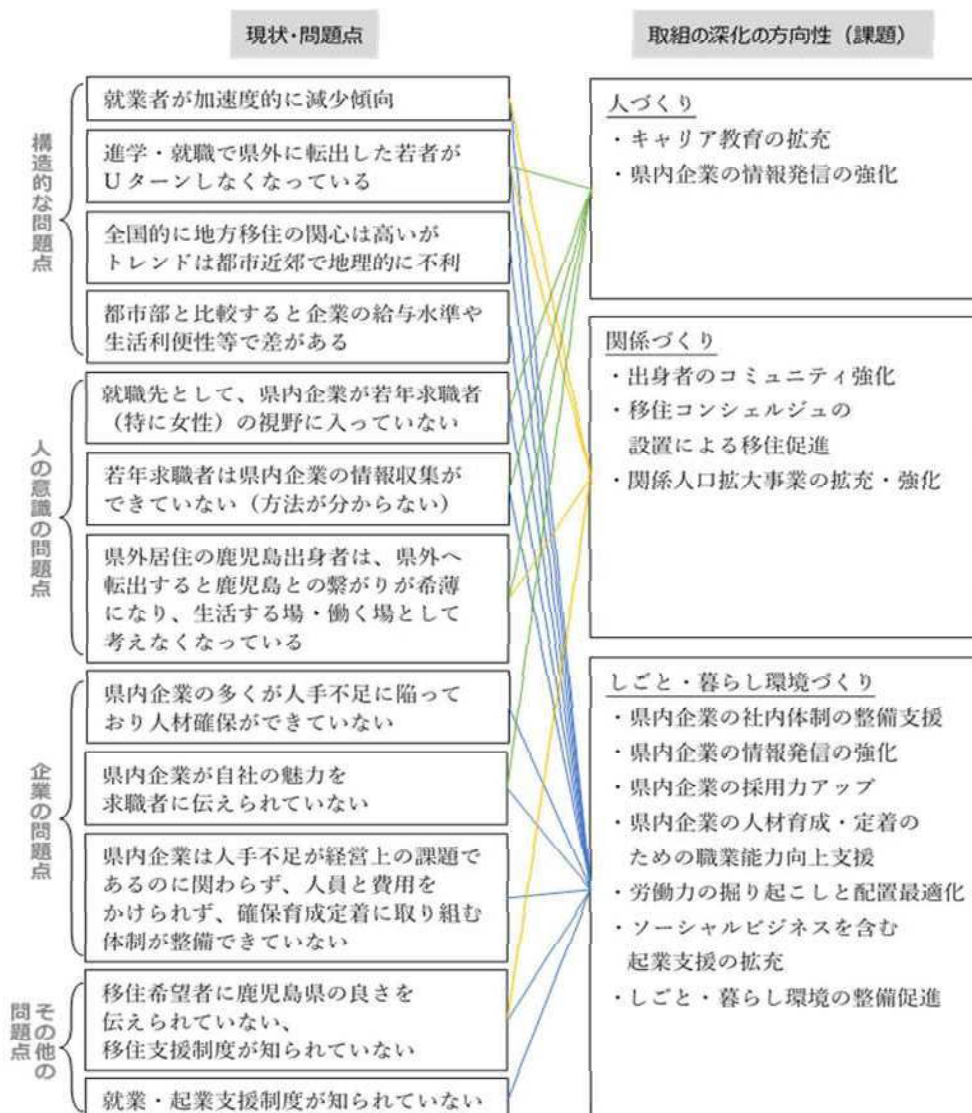 現状・問題点
取組の深化の方向性（課題）
構造的な問題点
就業者が加速度的に減少傾向
進学・就職で県外に転出した若者が
Uターンしなくなっている
全国的に地方移住の関心は高いが
トレンドは都市近郊で地理的に不利
都市部と比較すると企業の給与水準や
生活利便性等で差がある
人の意識の問題点
就職先として、県内企業が若年求職者
（特に女性）の視野に入っていない
若年求職者は県内企業の情報収集が
できていない（方法が分からない）
県外居住の鹿児島出身者は、県外へ
転出すると鹿児島との繋がりが希薄
になり、生活する場・働く場として
考えなくなっている
企業の問題点
県内企業の多くが人手不足に陥って
おり人材確保ができていない
県内企業が自社の魅力を
求職者に伝えられていない
県内企業は人手不足が経営上の課題で
あるのに関わらず、人員と費用を
かけられず、確保育成定着に取り組む
体制が整備できていない
その他の
問題点
移住希望者に鹿児島県の良さを
伝えられていない、
移住支援制度が知られていない
就業・起業支援制度が知られていない
人づくり
・キャリア教育の拡充
・県内企業の情報発信の強化
関係づくり
・出身者のコミュニティ強化
・移住コンシェルジュの
設置による移住促進
・関係人口拡大事業の拡充・強化
しごと・暮らし環境づくり
・県内企業の社内体制の整備支援
・県内企業の情報発信の強化
・県内企業の採用力アップ
・県内企業の人材育成・定着の
ための職業能力向上支援
・労働力の掘り起こしと配置最適化
・ソーシャルビジネスを含む
起業支援の拡充
・しごと・暮らし環境の整備促進